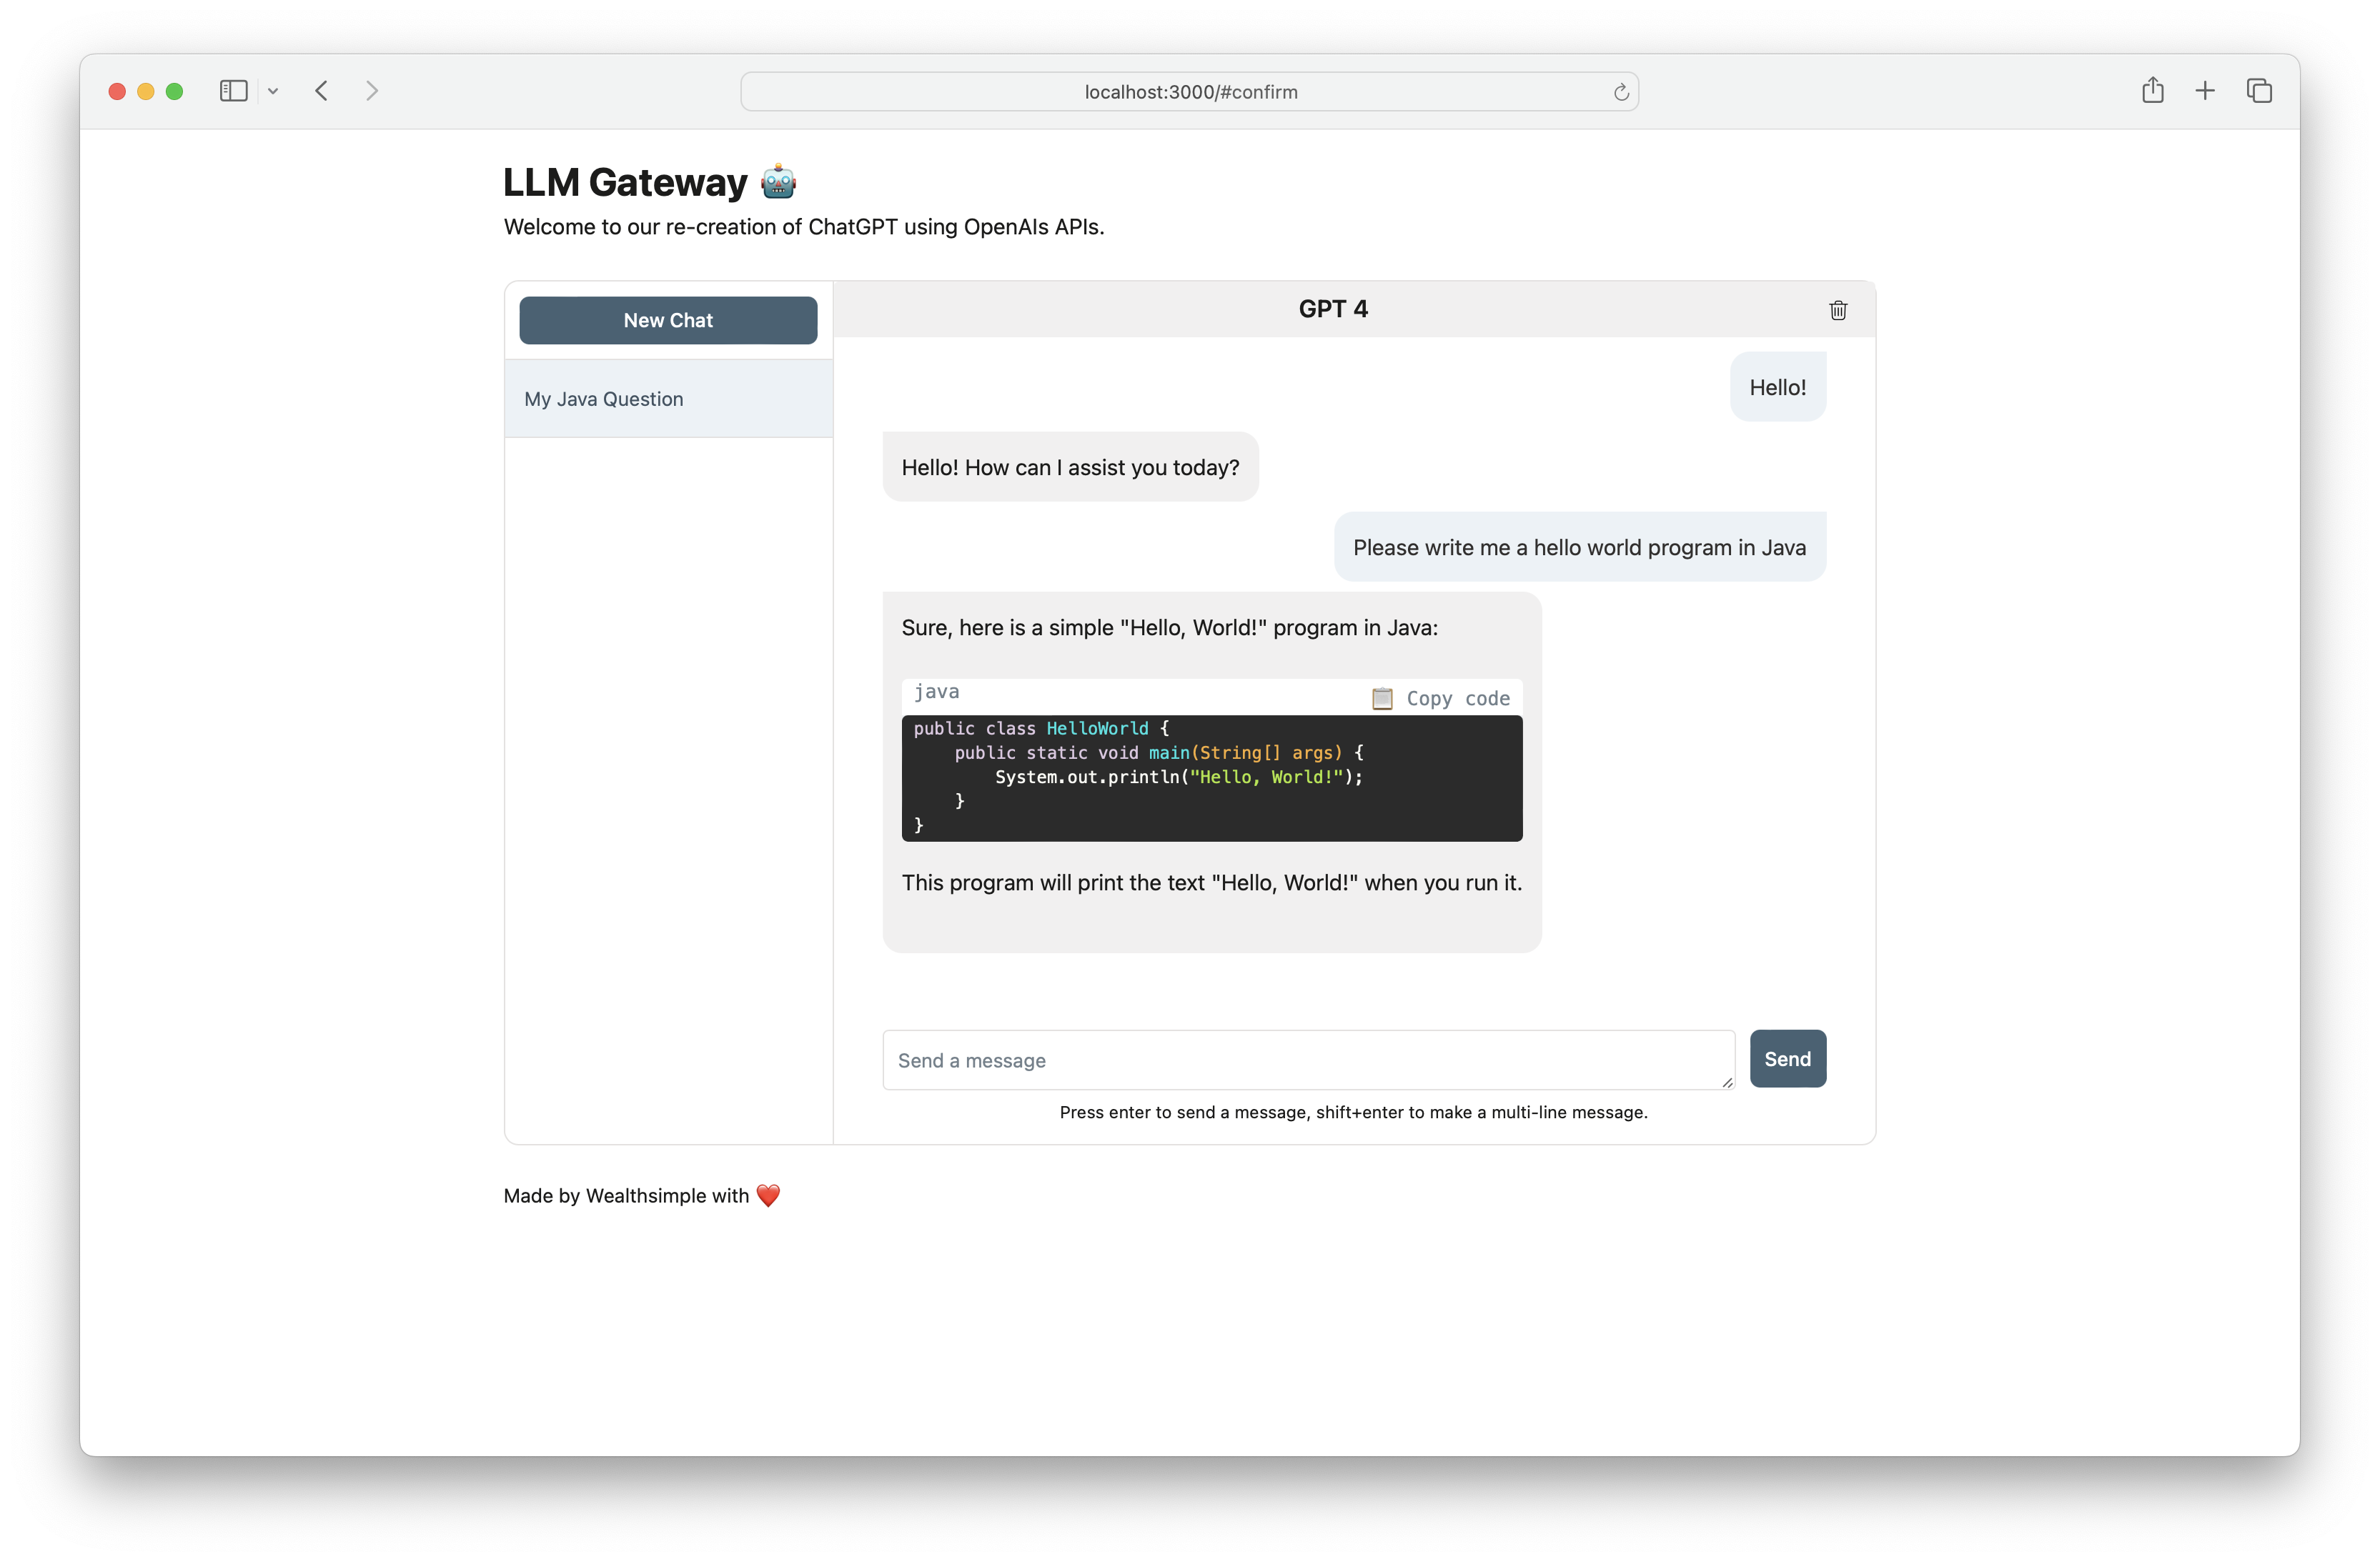 localhost:3000/#confirm
LLM Gateway 🤖
Welcome to our re-creation of ChatGPT using OpenAIs APIs.
New Chat
My Java Question
GPT 4
Hello!
Hello! How can I assist you today?
Please write me a hello world program in Java
Sure, here is a simple "Hello, World!" program in Java:
java
📋 Copy code
public class HelloWorld {
    public static void main(String[] args) {
        System.out.println("Hello, World!");
    }
}
This program will print the text "Hello, World!" when you run it.
Send a message
Send
Press enter to send a message, shift+enter to make a multi-line message.
Made by Wealthsimple with ❤️